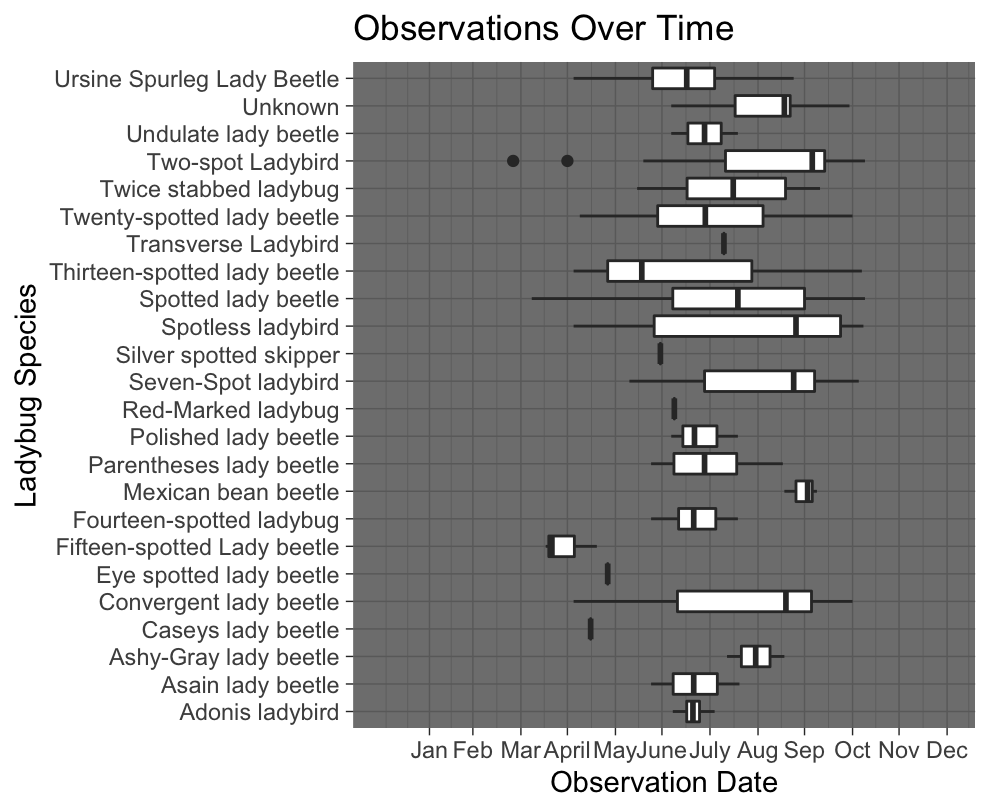 Observations Over Time
Ladybug Species
Ursine Spurleg Lady Beetle
Unknown
Undulate lady beetle
Two-spot Ladybird
Twice stabbed ladybug
Twenty-spotted lady beetle
Transverse Ladybird
Thirteen-spotted lady beetle
Spotted lady beetle
Spotless ladybird
Silver spotted skipper
Seven-Spot ladybird
Red-Marked ladybug
Polished lady beetle
Parentheses lady beetle
Mexican bean beetle
Fourteen-spotted ladybug
Fifteen-spotted Lady beetle
Eye spotted lady beetle
Convergent lady beetle
Caseys lady beetle
Ashy-Gray lady beetle
Asain lady beetle
Adonis ladybird
Jan Feb Mar April May June July Aug Sep Oct Nov Dec
Observation Date